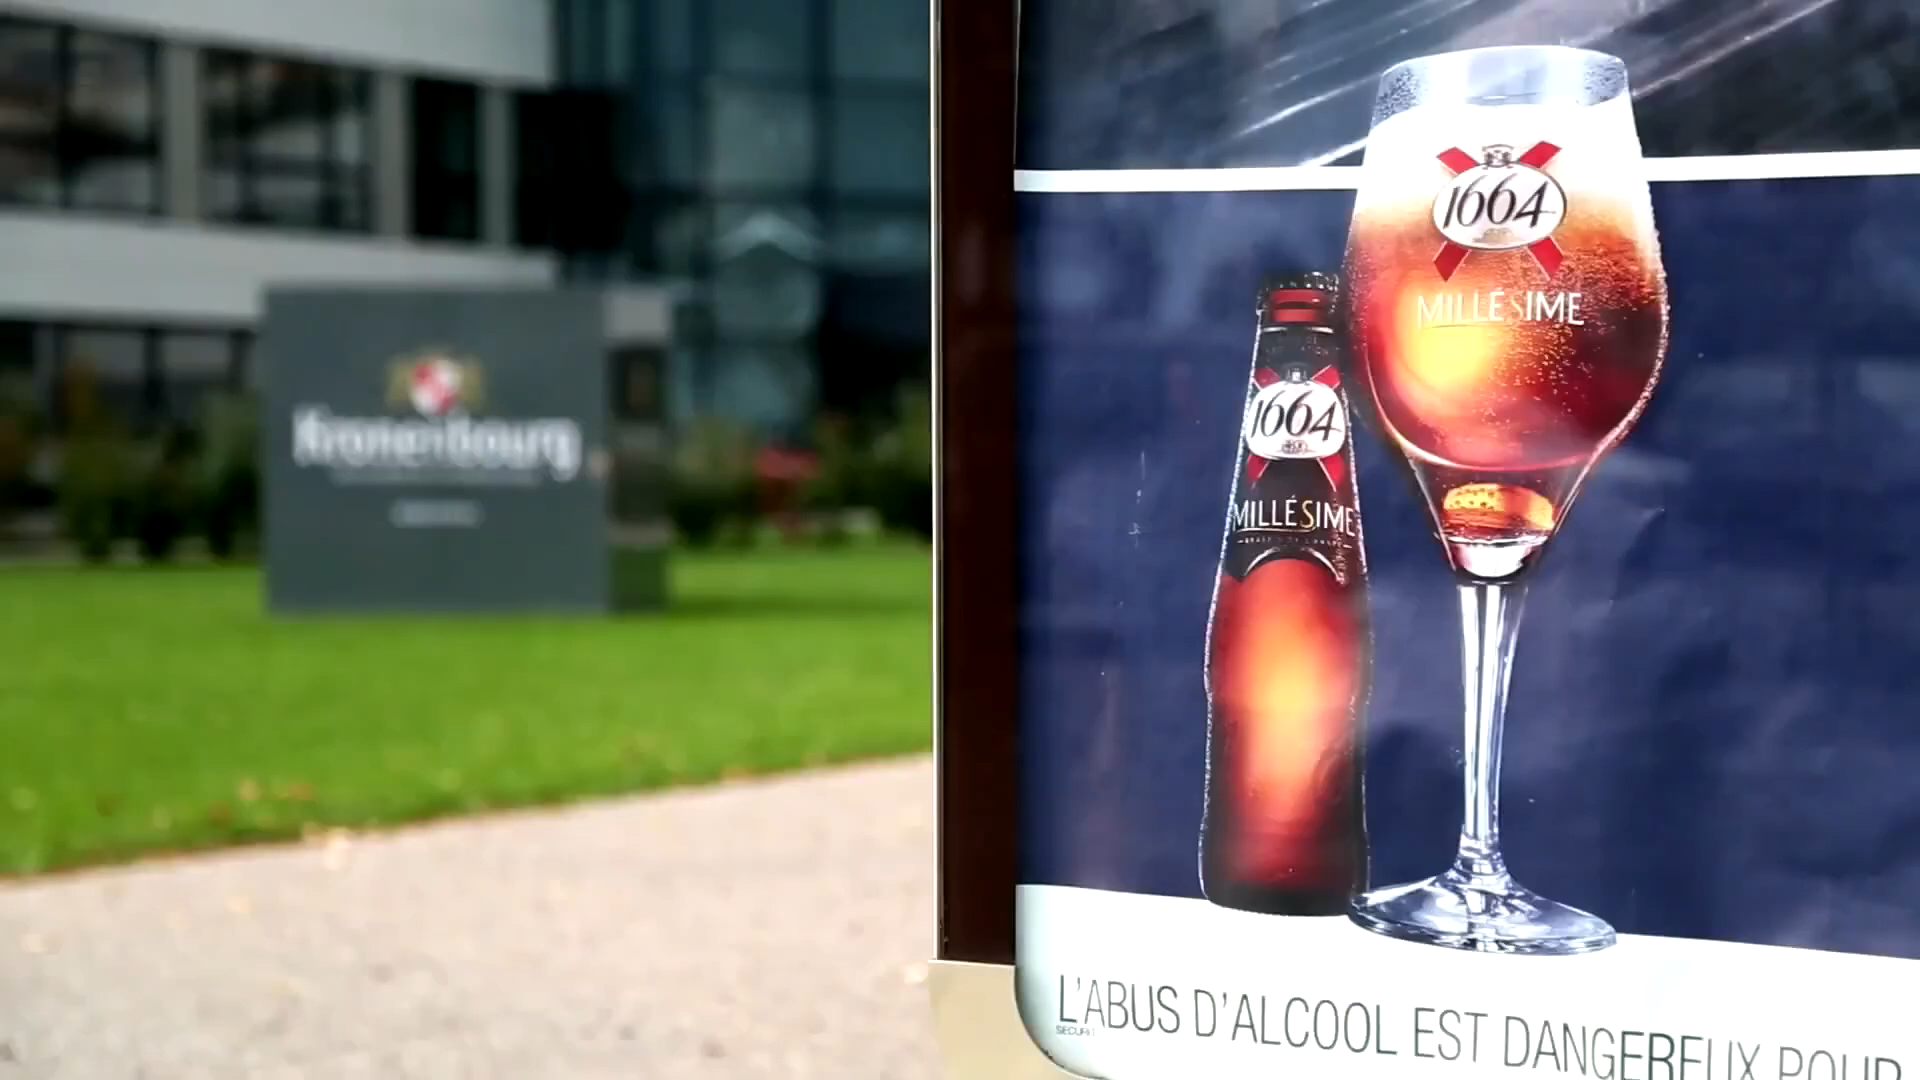 Kronenbourg
1664
MILLÉSIME
1664
MILLÉSIME
L'ABUS D'ALCOOL EST DANGEREUX POUR